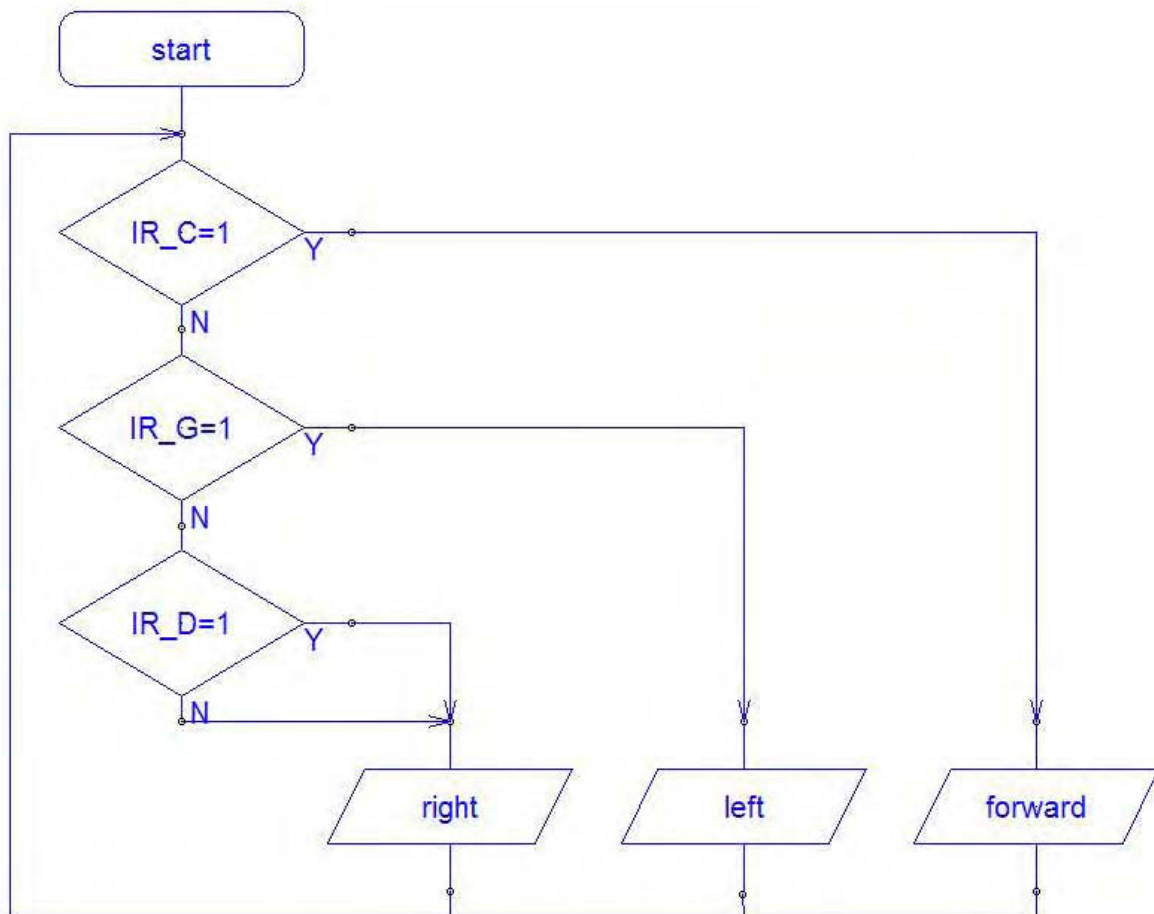 start
IR_C=1
Y
N
IR_G=1
Y
N
IR_D=1
Y
N
right
left
forward